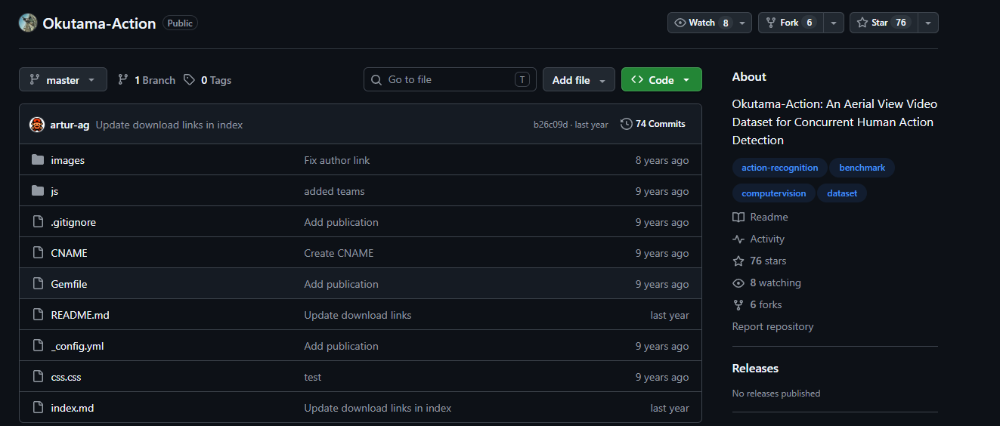 Okutama-Action Public
Watch 8
Fork 6
Star 76
master
1 Branch
0 Tags
Go to file
T
Add file
Code
artur-ag Update download links in index b26c09d · last year 74 Commits
images Fix author link 8 years ago
js added teams 9 years ago
.gitignore Add publication 9 years ago
CNAME Create CNAME 9 years ago
Gemfile Add publication 9 years ago
README.md Update download links last year
_config.yml Add publication 9 years ago
css.css test 9 years ago
index.md Update download links in index last year
About
Okutama-Action: An Aerial View Video
Dataset for Concurrent Human Action
Detection
action-recognition benchmark
computervision dataset
Readme
Activity
76 stars
8 watching
6 forks
Report repository
Releases
No releases published